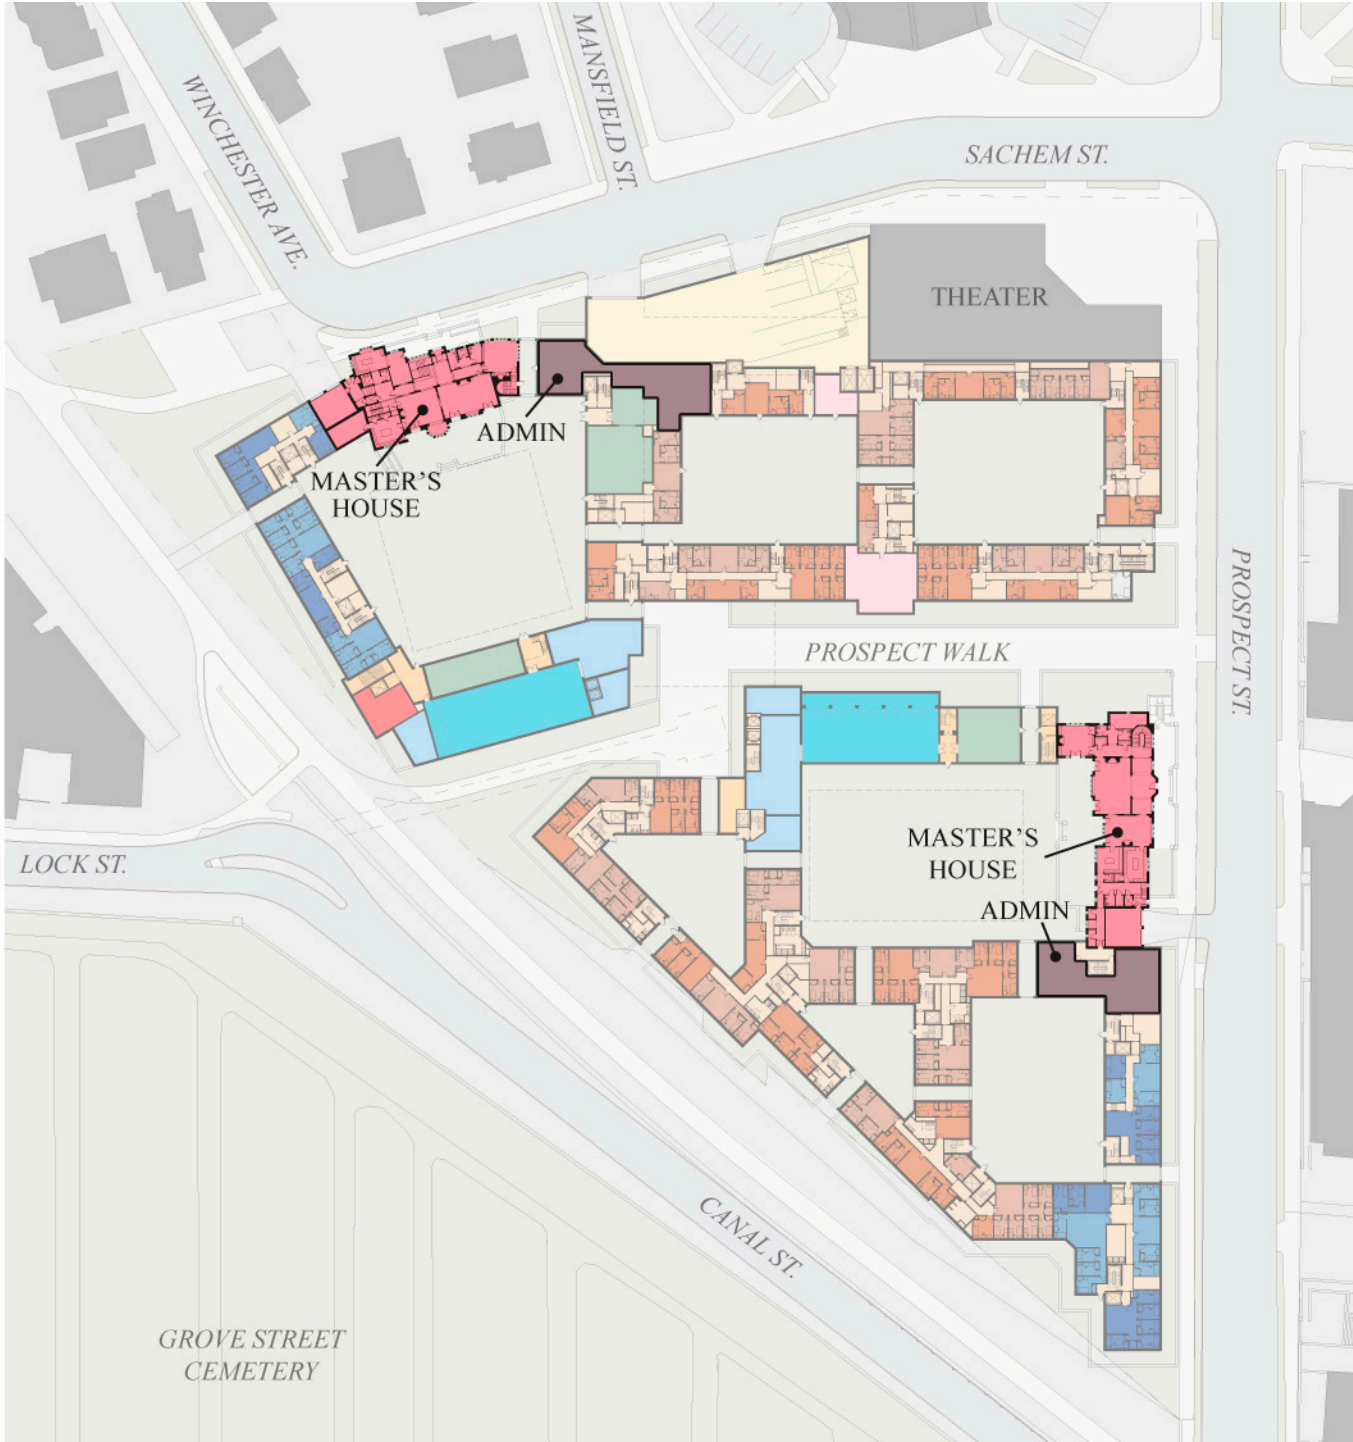 MANSFIELD ST.
WINCHESTER AVE.
SACHEM ST.
THEATER
ADMIN
MASTER'S
HOUSE
PROSPECT ST.
PROSPECT WALK
MASTER'S
HOUSE
LOCK ST.
ADMIN
CANAL ST.
GROVE STREET
CEMETERY